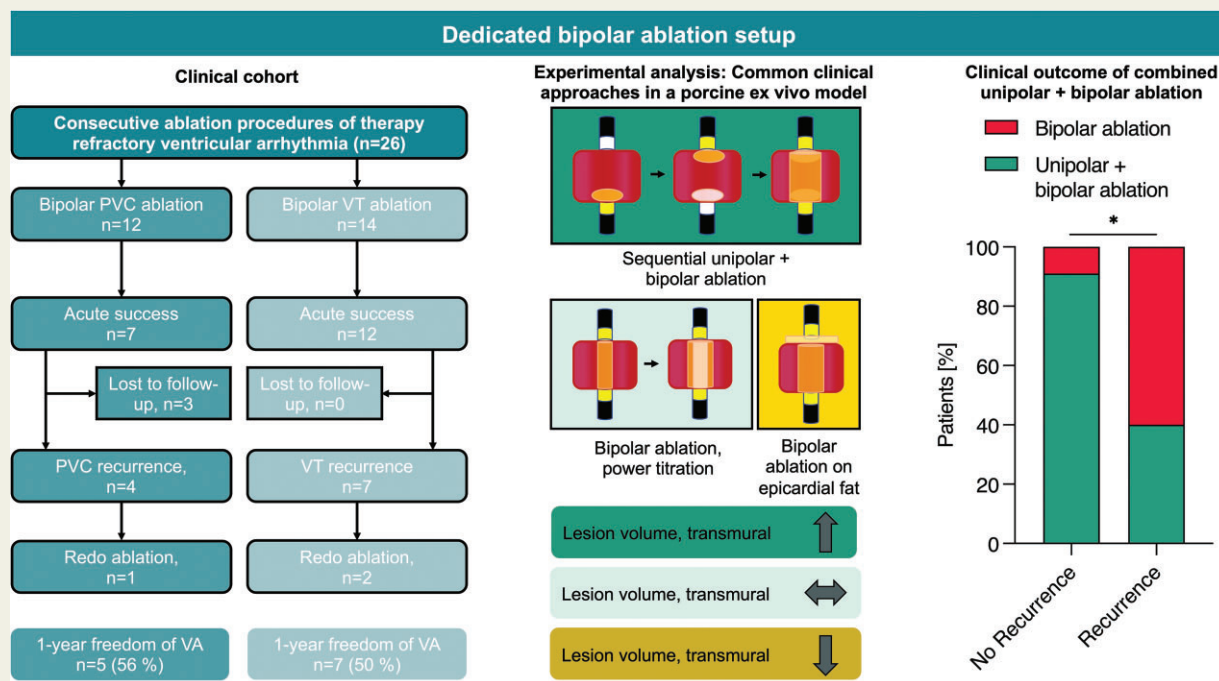 Dedicated bipolar ablation setup
Clinical cohort
Consecutive ablation procedures of therapy
refractory ventricular arrhythmia (n=26)
Bipolar PVC ablation
n=12
Bipolar VT ablation
n=14
Acute success
n=7
Acute success
n=12
Lost to follow-
up, n=3
Lost to follow-
up, n=0
PVC recurrence,
n=4
VT recurrence
n=7
Redo ablation,
n=1
Redo ablation,
n=2
1-year freedom of VA
n=5 (56 %)
1-year freedom of VA
n=7 (50 %)
Experimental analysis: Common clinical
approaches in a porcine ex vivo model
Sequential unipolar +
bipolar ablation
Bipolar ablation,
power titration
Bipolar
ablation on
epicardial fat
Lesion volume, transmural
Lesion volume, transmural
Lesion volume, transmural
Clinical outcome of combined
unipolar + bipolar ablation
Bipolar ablation
Unipolar +
bipolar ablation
*
Patients [%]
100
80
60
40
20
0
No Recurrence
Recurrence